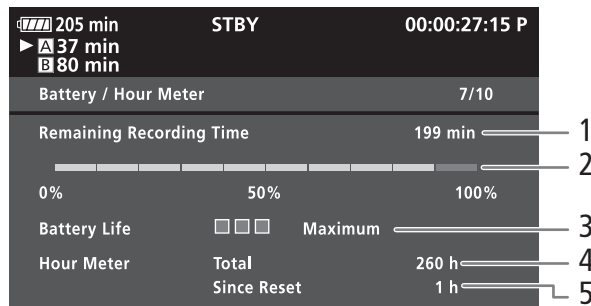 205 min STBY 00:00:27:15 P
A 37 min
B 80 min
Battery / Hour Meter 7/10
Remaining Recording Time 199 min 1
2
0% 50% 100%
Battery Life Maximum 3
Hour Meter Total 260 h 4
Since Reset 1 h 5